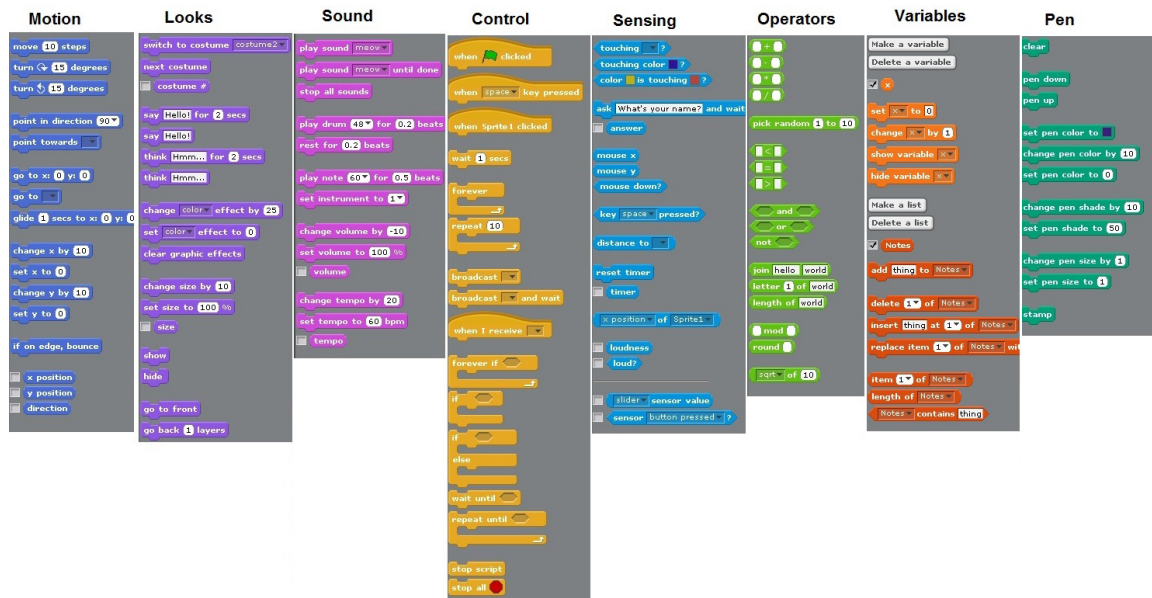 Motion
move 10 steps
turn 15 degrees
turn 15 degrees
point in direction 90
point towards
go to x: 0 y: 0
go to
glide 1 secs to x: 0 y: 0
change x by 10
set x to 0
change y by 10
set y to 0
if on edge, bounce
x position
y position
direction
Looks
switch to costume costume2
next costume
costume #
say Hello! for 2 secs
say Hello!
think Hmm... for 2 secs
think Hmm...
change color effect by 25
set color effect to 0
clear graphic effects
change size by 10
set size to 100 %
size
show
hide
go to front
go back 1 layers
Sound
play sound meow
play sound meow until done
stop all sounds
play drum 48 for 0.2 beats
rest for 0.2 beats
play note 60 for 0.5 beats
set instrument to 1
change volume by -10
set volume to 100 %
volume
change tempo by 20
set tempo to 60 bpm
tempo
Control
when clicked
when space key pressed
when Sprite1 clicked
wait 1 secs
forever
repeat 10
broadcast
broadcast and wait
when I receive
forever if
if
if
else
wait until
repeat until
stop script
stop all
Sensing
touching ?
touching color ?
color is touching ?
ask What's your name? and wait
answer
mouse x
mouse y
mouse down?
key space pressed?
distance to
reset timer
timer
x position of Sprite1
loudness
loud?
slider sensor value
sensor button pressed ?
Operators
+
-
*
/
pick random 1 to 10
<
=
>
and
or
not
join hello world
letter 1 of world
length of world
mod
round
sqrt of 10
Variables
Make a variable
Delete a variable
x
set x to 0
change x by 1
show variable x
hide variable x
Make a list
Delete a list
Notes
add thing to Notes
delete 1 of Notes
insert thing at 1 of Notes
replace item 1 of Notes wit
item 1 of Notes
length of Notes
Notes contains thing
Pen
clear
pen down
pen up
set pen color to
change pen color by 10
set pen color to 0
change pen shade by 10
set pen shade to 50
change pen size by 1
set pen size to 1
stamp